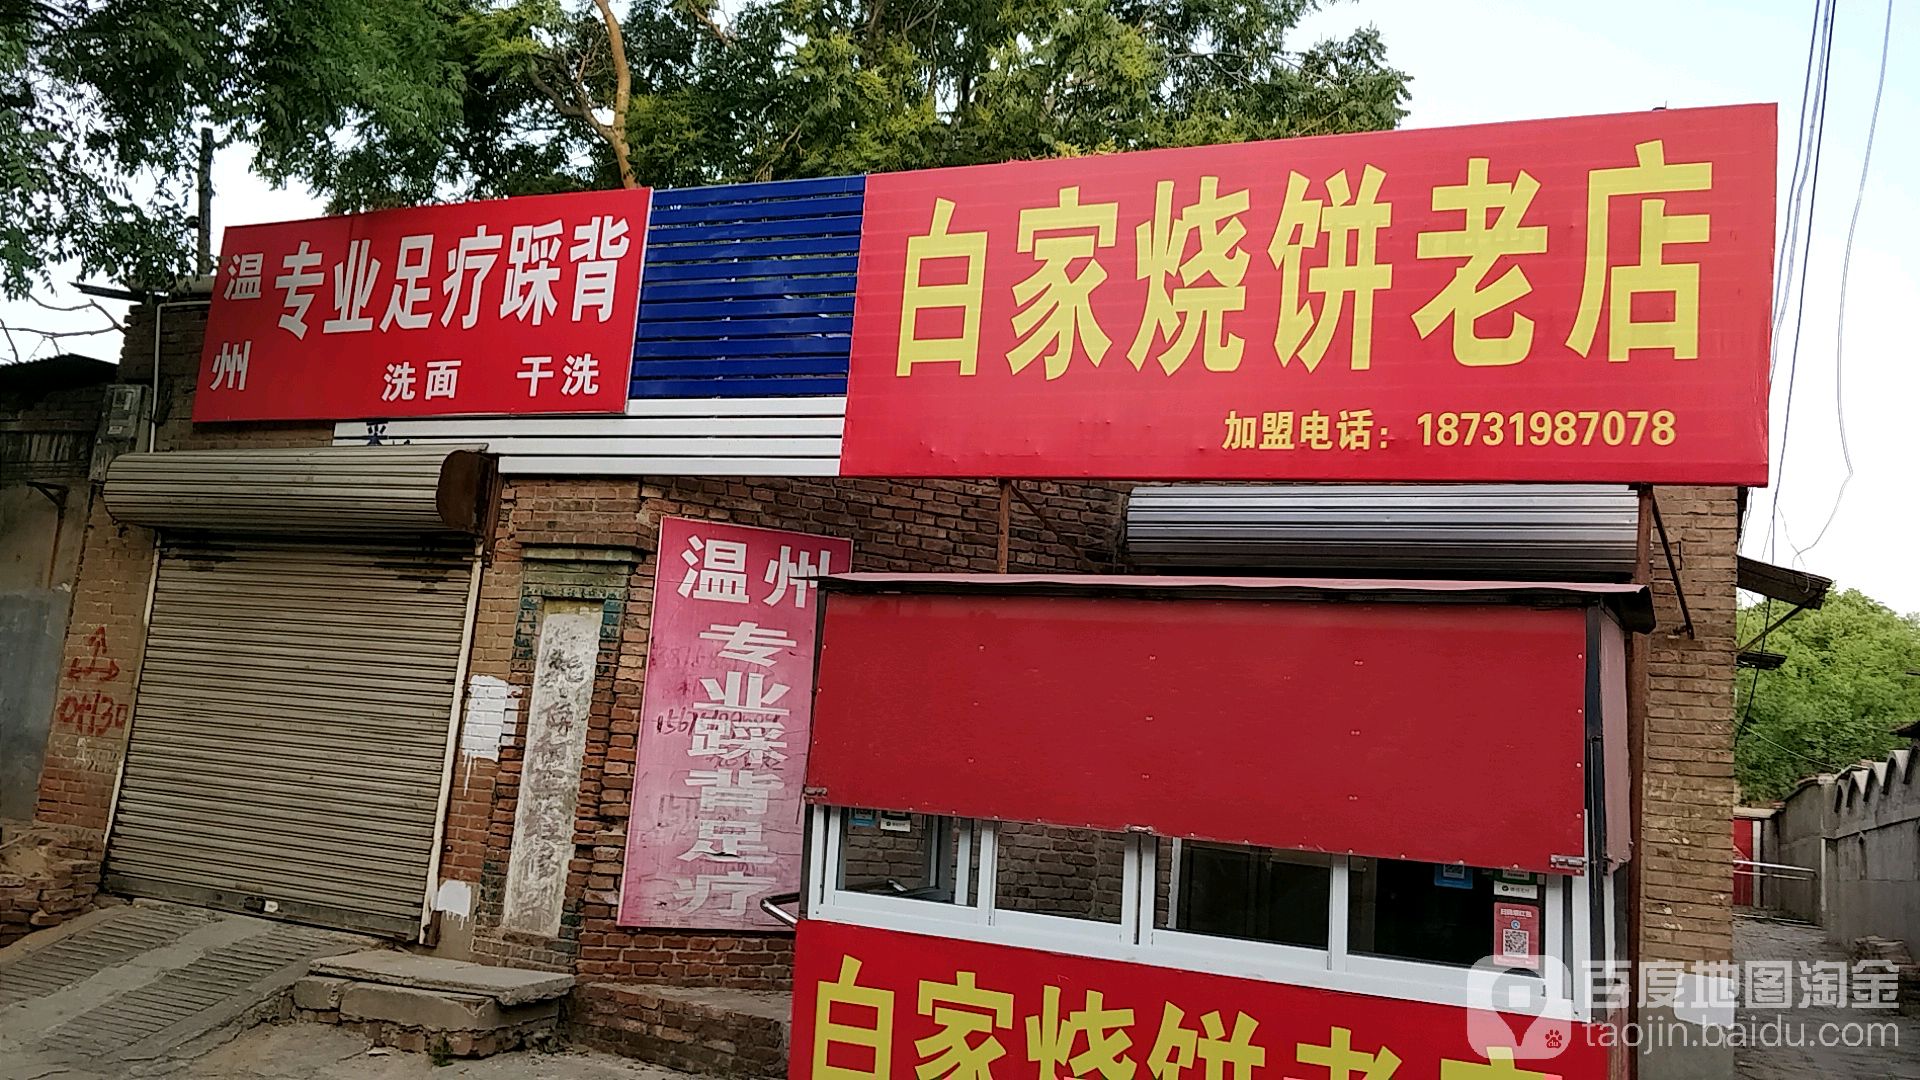 温州
专业足疗踩背
洗面 干洗
白家烧饼老店
加盟电话：18731987078
温州
专业踩背足疗
白家烧饼老店
百度地图淘金
taojin.baidu.com